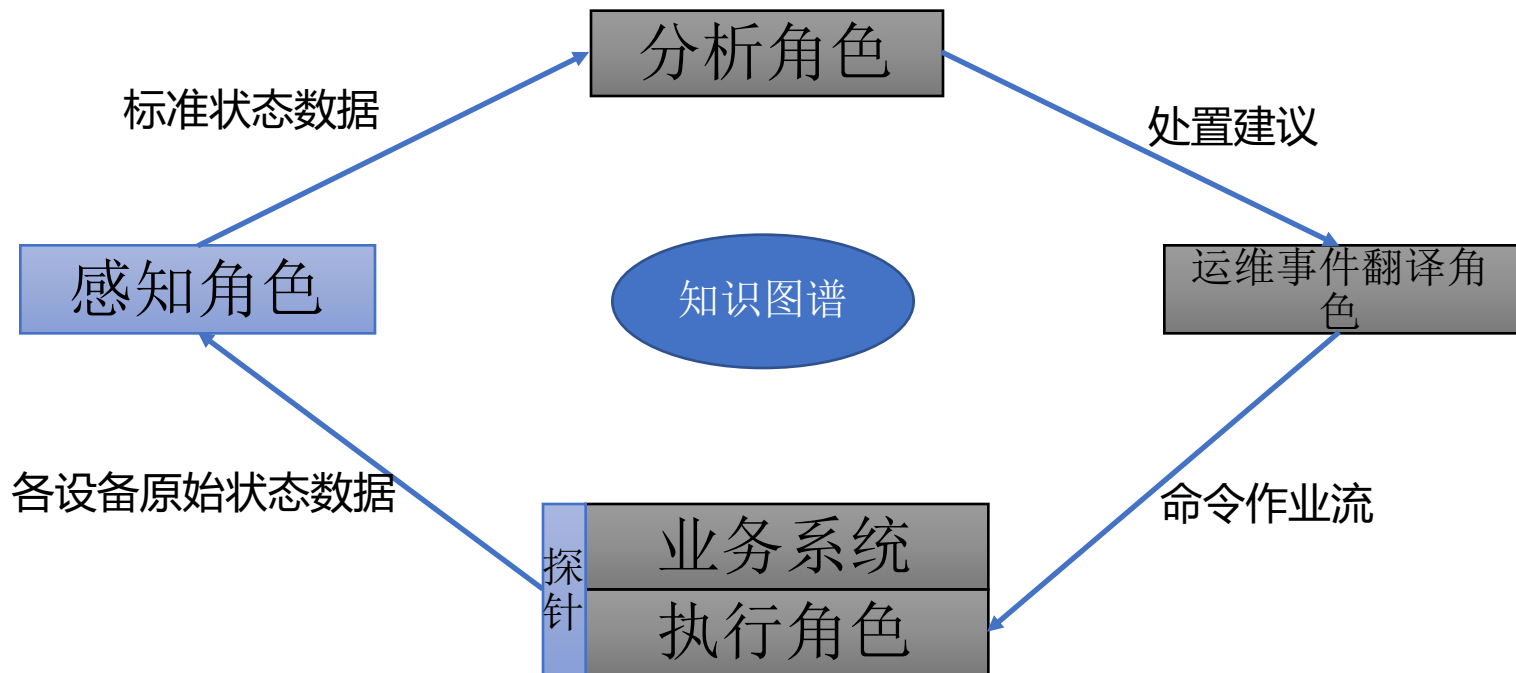 分析角色
标准状态数据
处置建议
感知角色
知识图谱
运维事件翻译角
色
各设备原始状态数据
命令作业流
探
针
业务系统
执行角色